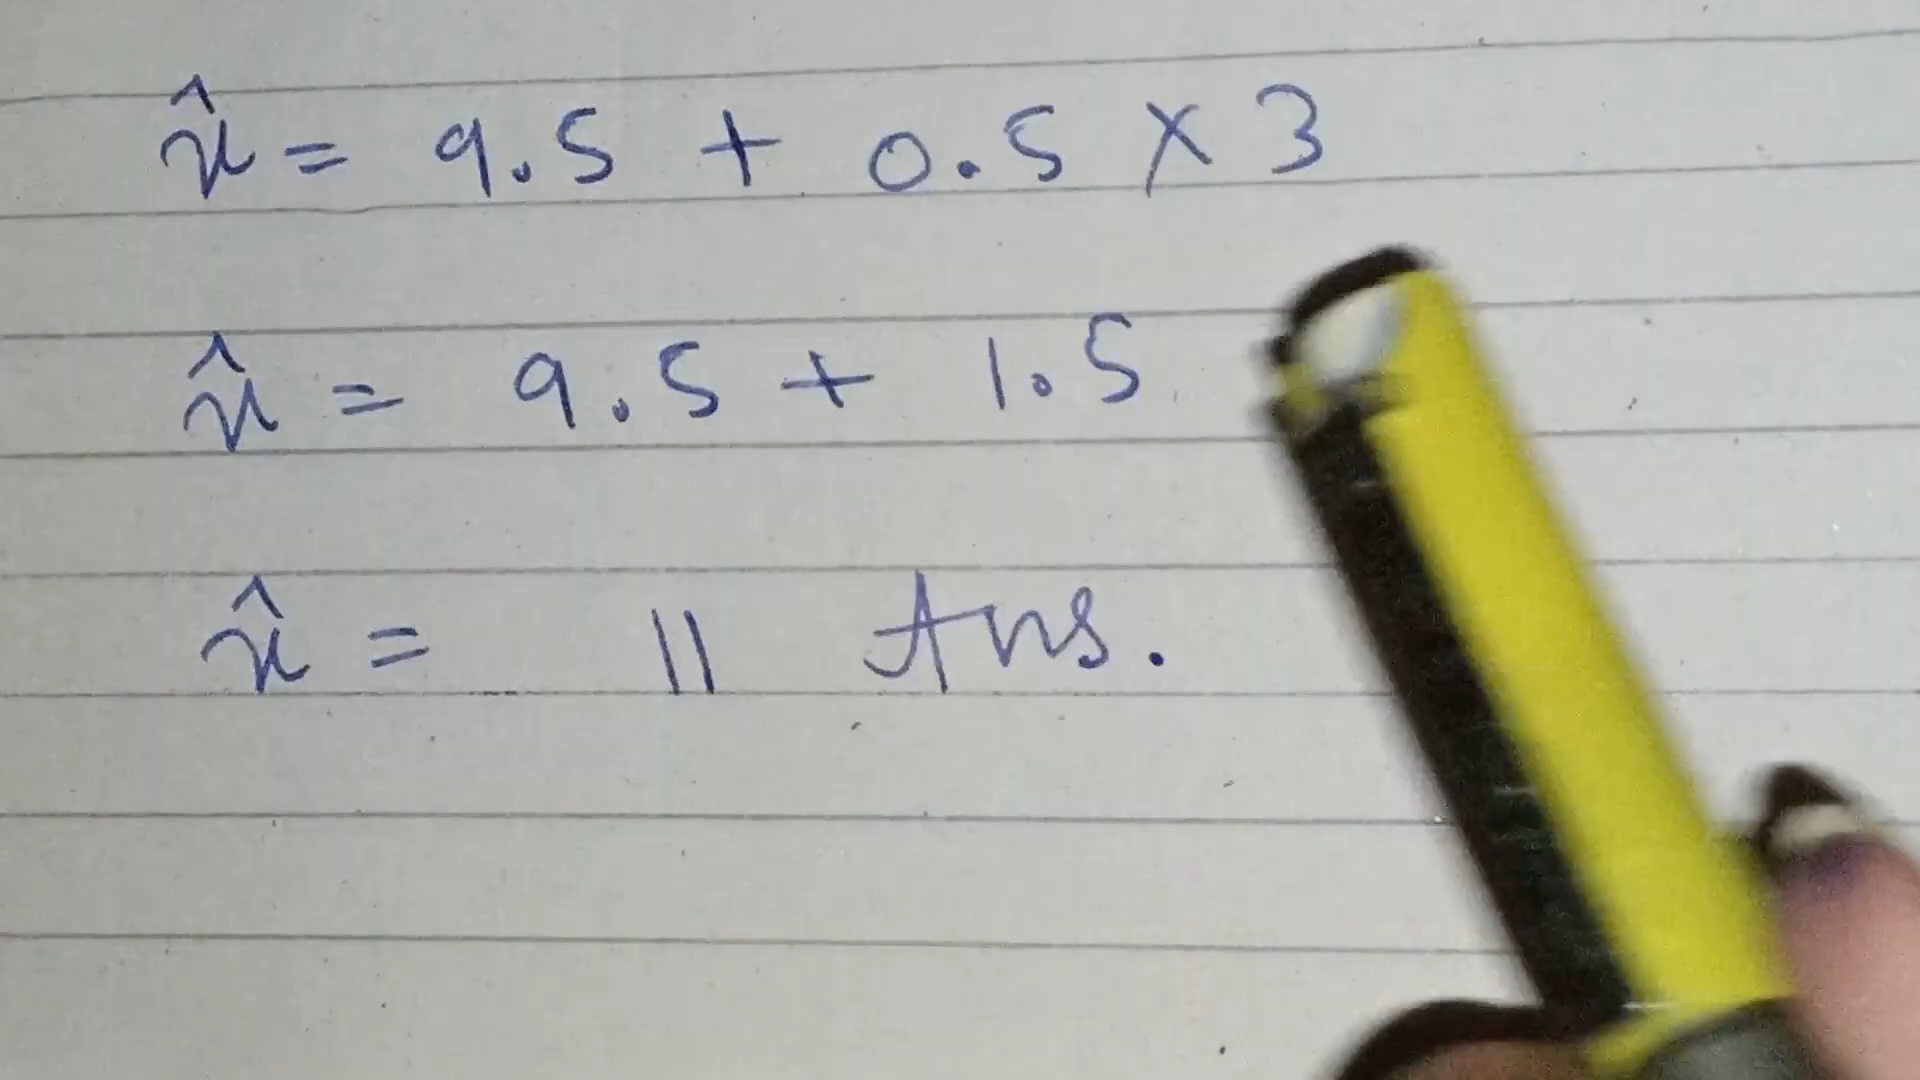 x̂ = 9.5 + 0.5 × 3
x̂ = 9.5 + 1.5
x̂ = 11 Ans.